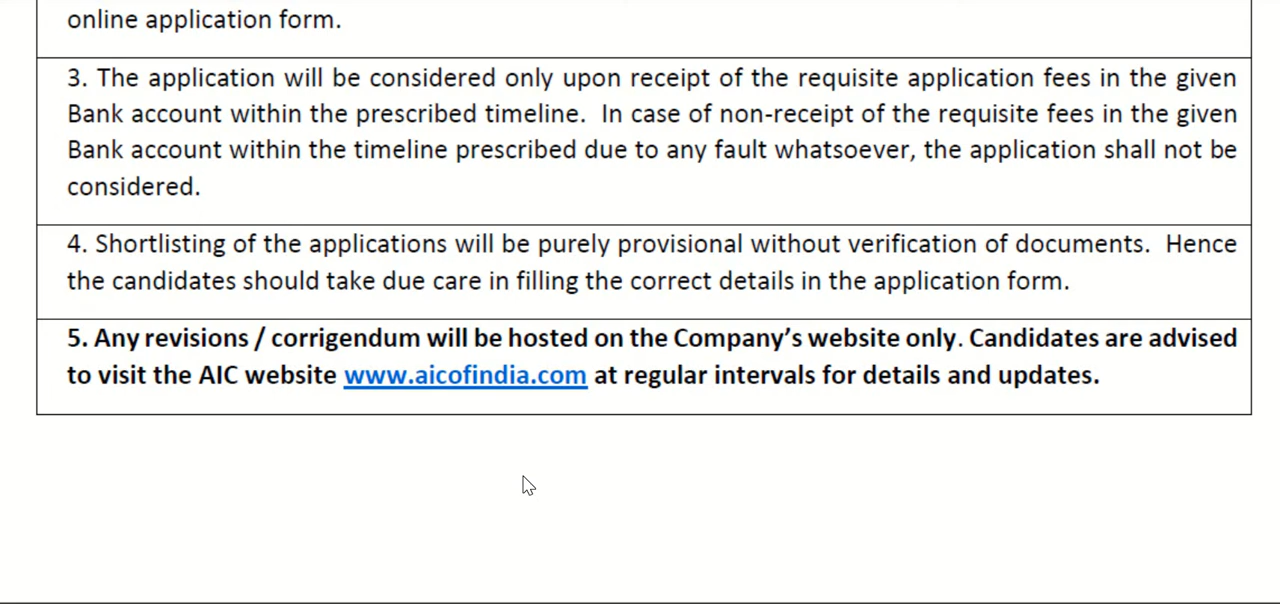 online application form.
3. The application will be considered only upon receipt of the requisite application fees in the given
Bank account within the prescribed timeline.  In case of non-receipt of the requisite fees in the given
Bank account within the timeline prescribed due to any fault whatsoever, the application shall not be
considered.
4. Shortlisting of the applications will be purely provisional without verification of documents.  Hence
the candidates should take due care in filling the correct details in the application form.
5. Any revisions / corrigendum will be hosted on the Company’s website only. Candidates are advised
to visit the AIC website www.aicofindia.com at regular intervals for details and updates.